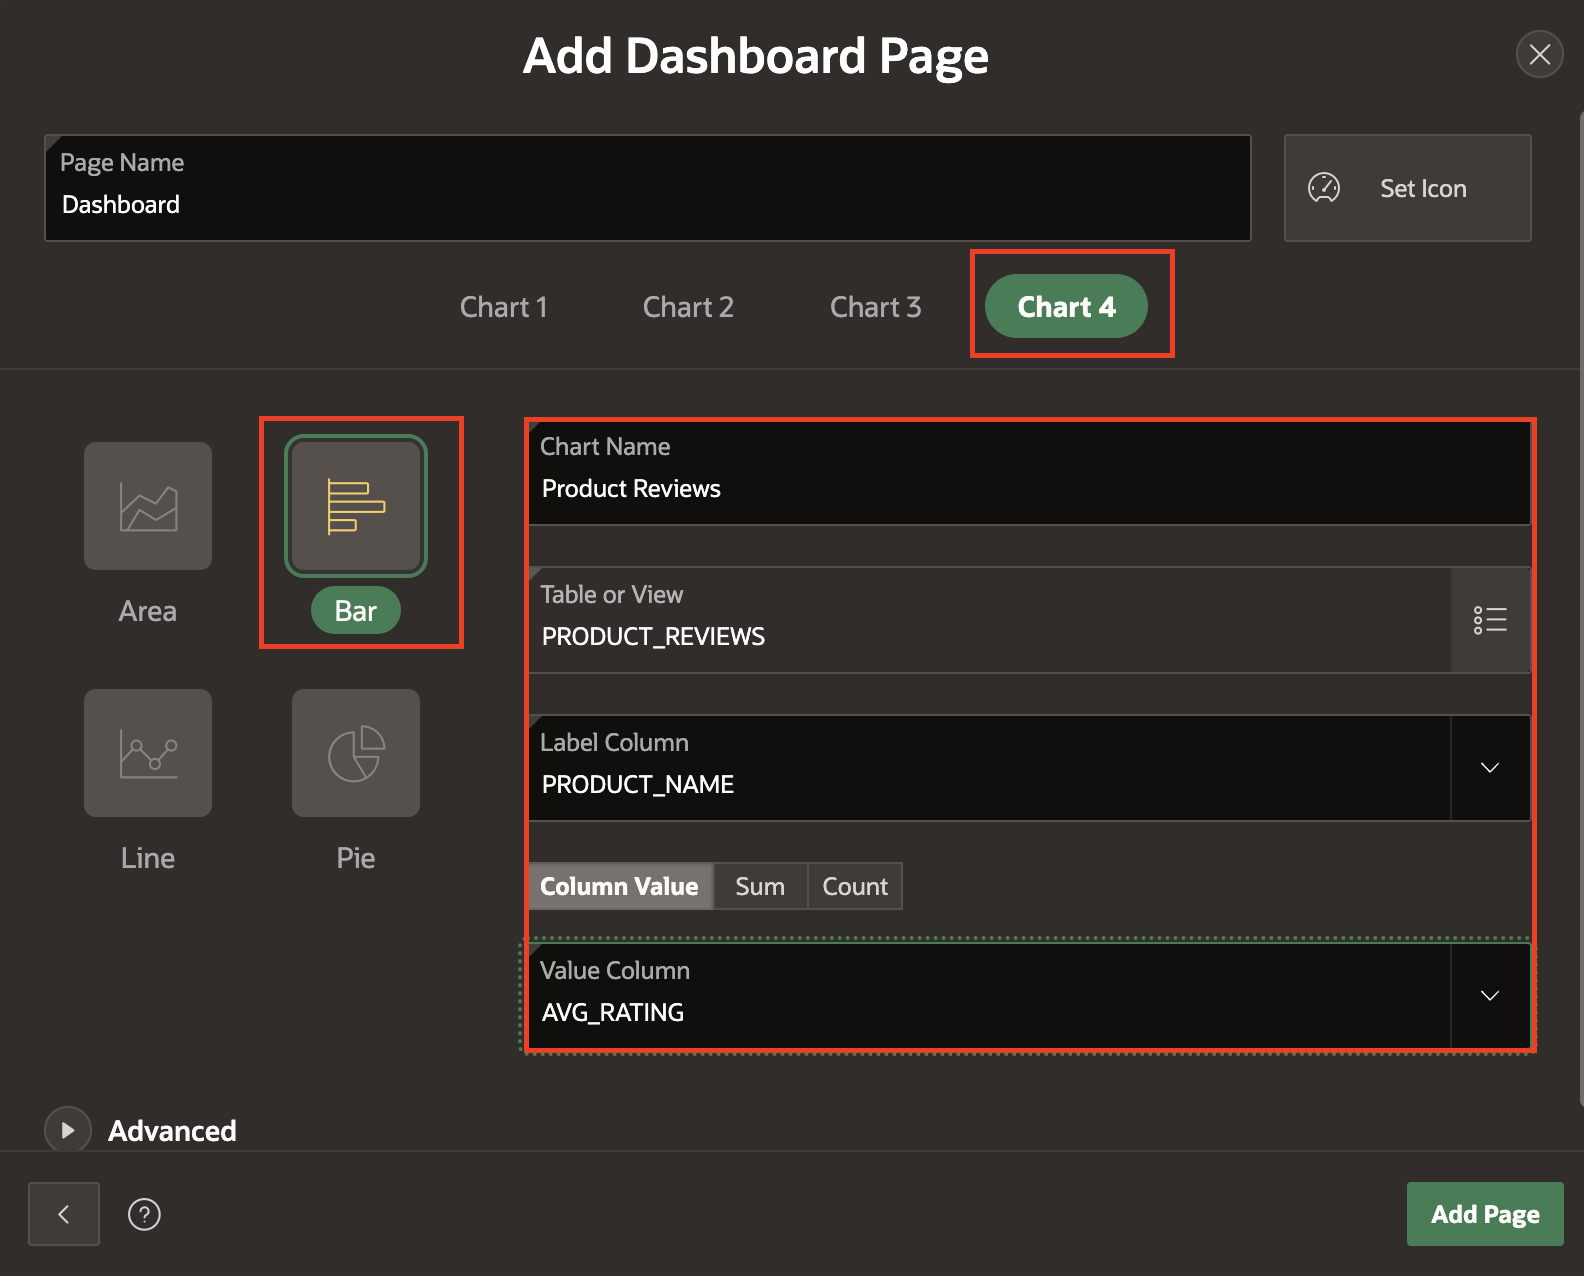 Add Dashboard Page
Page Name
Dashboard
Set Icon
Chart 1 Chart 2 Chart 3 Chart 4
Area
Bar
Line
Pie
Chart Name
Product Reviews
Table or View
PRODUCT_REVIEWS
Label Column
PRODUCT_NAME
Column Value Sum Count
Value Column
AVG_RATING
Advanced
?
Add Page